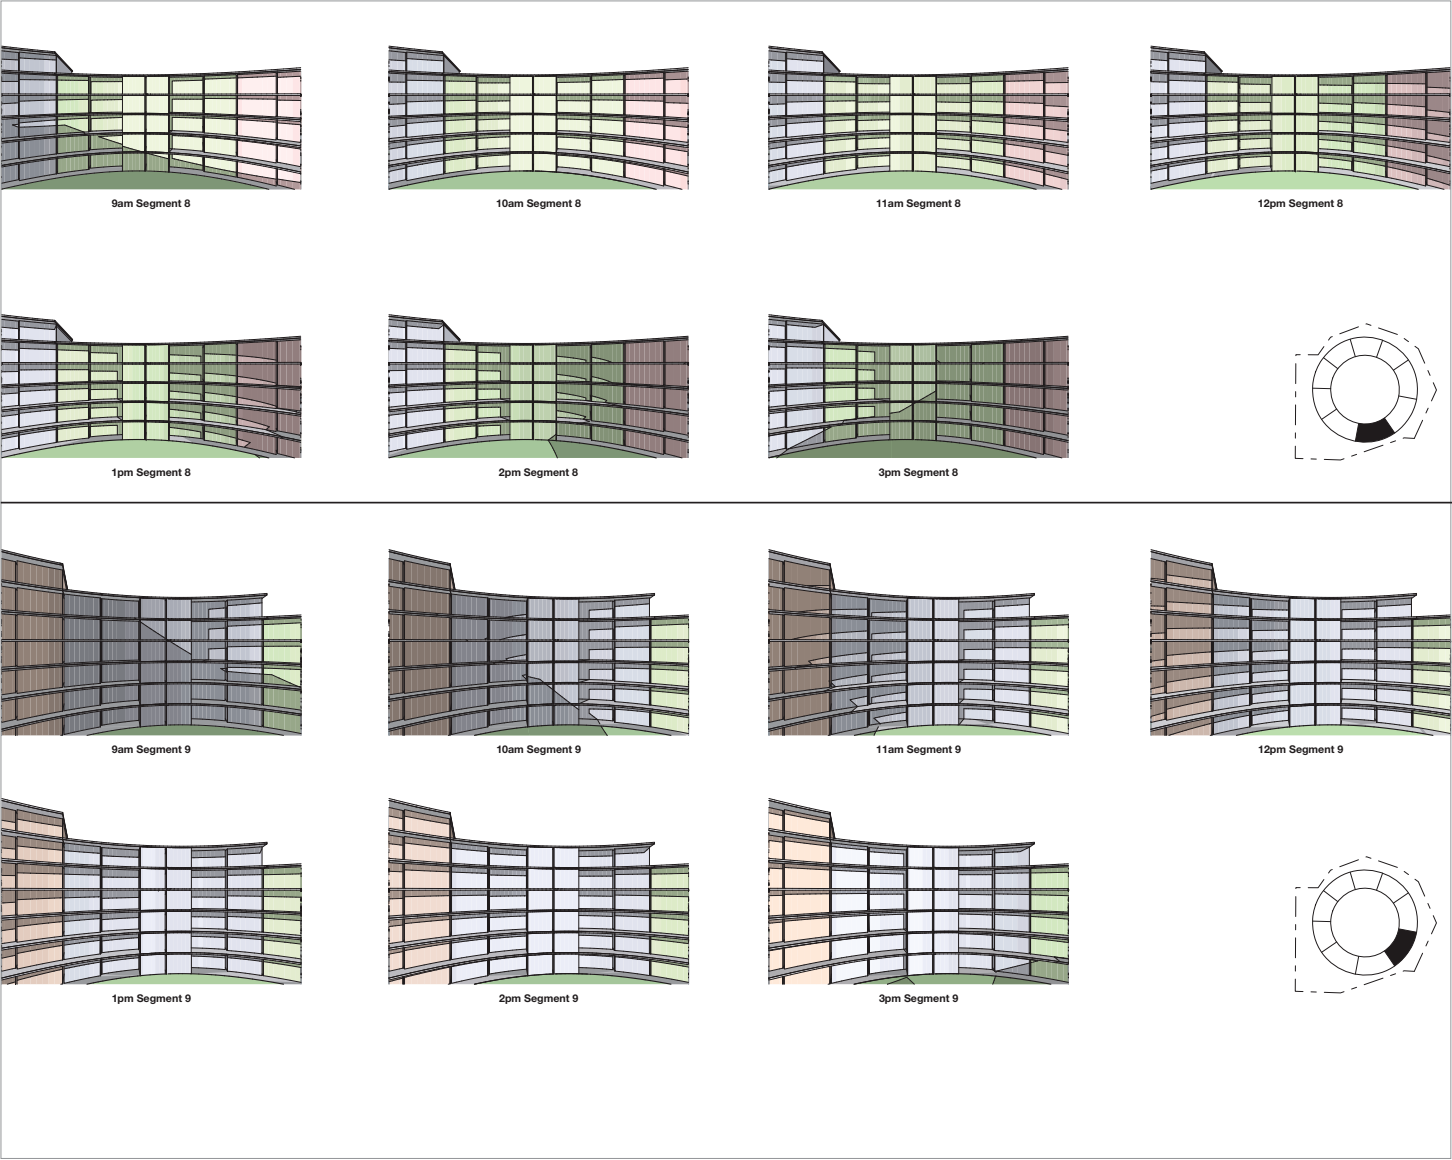 9am Segment 8
10am Segment 8
11am Segment 8
12pm Segment 8
1pm Segment 8
2pm Segment 8
3pm Segment 8
9am Segment 9
10am Segment 9
11am Segment 9
12pm Segment 9
1pm Segment 9
2pm Segment 9
3pm Segment 9